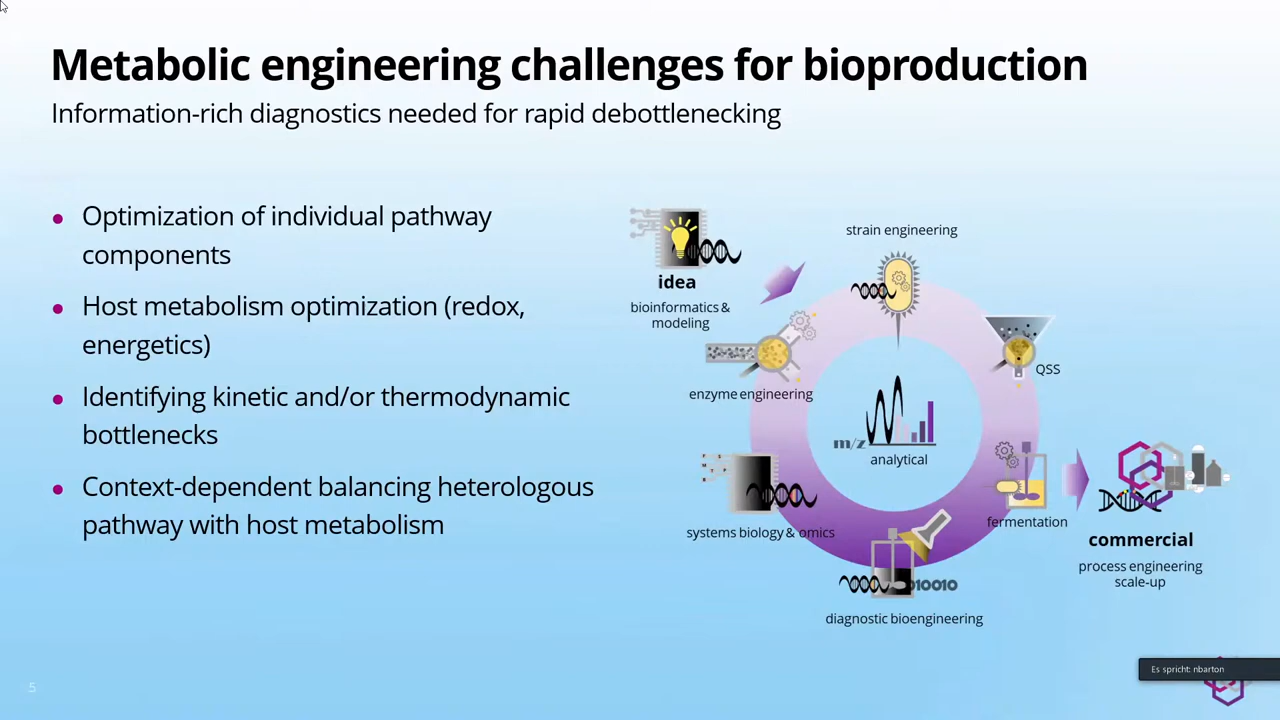 Metabolic engineering challenges for bioproduction
Information-rich diagnostics needed for rapid debottlenecking
● Optimization of individual pathway
components
● Host metabolism optimization (redox,
energetics)
● Identifying kinetic and/or thermodynamic
bottlenecks
● Context-dependent balancing heterologous
pathway with host metabolism
idea
bioinformatics &
modeling
strain engineering
QSS
enzyme engineering
m/z
analytical
systems biology & omics
fermentation
commercial
process engineering
scale-up
010010
diagnostic bioengineering
Es spricht: nbarton
5